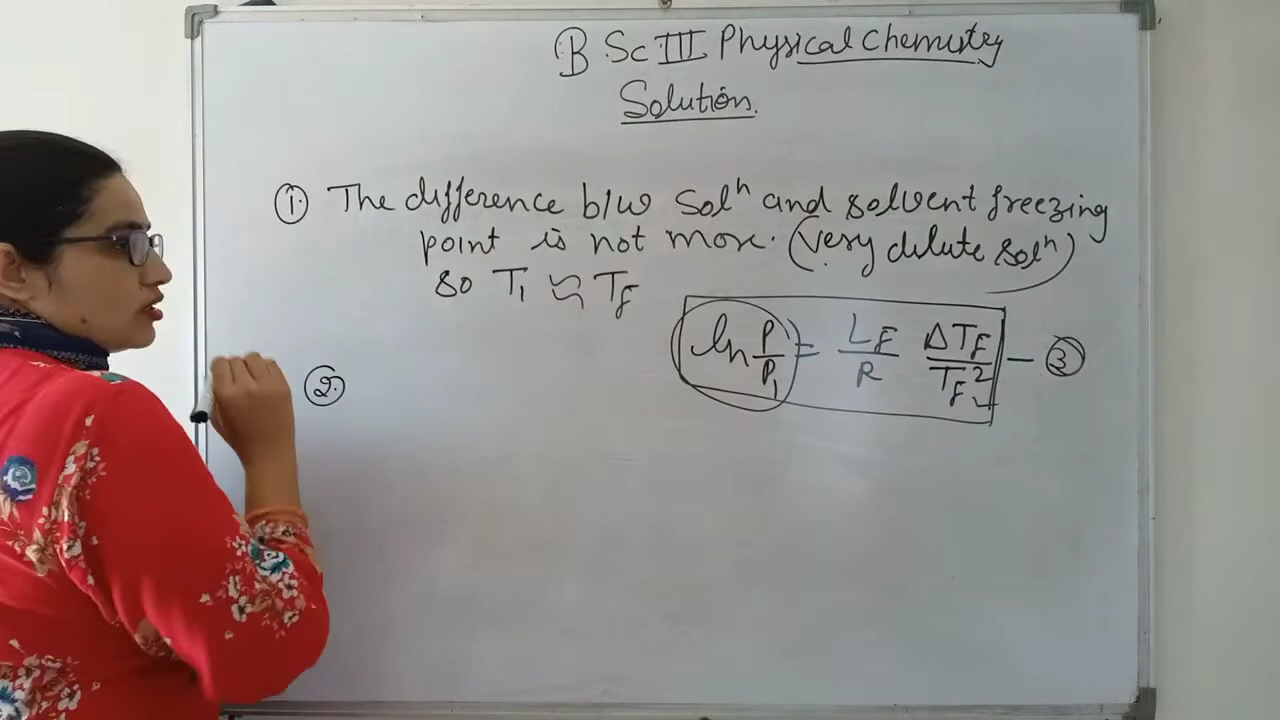 B Sc III Physical Chemistry
Solution.
① The difference b/w Solⁿ and solvent freezing
point is not more. (very dilute solⁿ)
so T₁ ≈ T_f
ln P/P₁ = L_F/R ΔT_F/T_F² — ③
②.